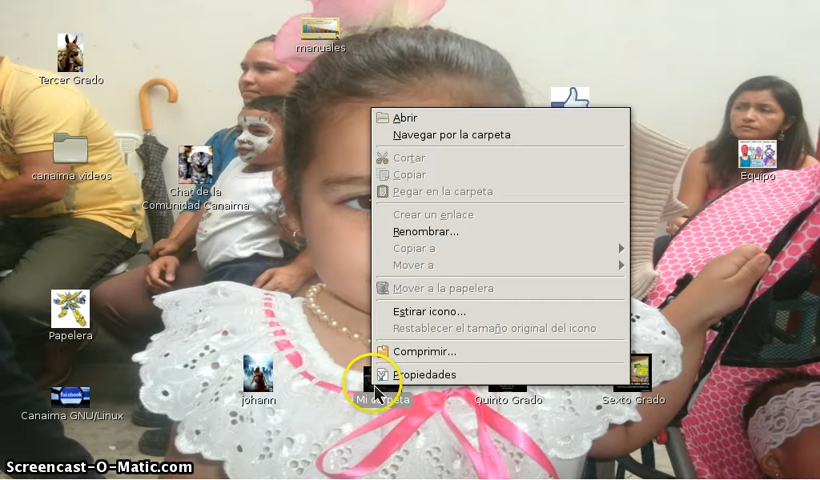 manuales
Tercer Grado
canaima videos
Chat de la
Comunidad Canaima
Equipo
Papelera
Canaima GNU/Linux
facebook
johann
Mi carpeta
Quinto Grado
Sexto Grado
Abrir
Navegar por la carpeta
Cortar
Copiar
Pegar en la carpeta
Crear un enlace
Renombrar...
Copiar a
Mover a
Mover a la papelera
Estirar icono...
Restablecer el tamaño original del icono
Comprimir...
Propiedades
Screencast-O-Matic.com